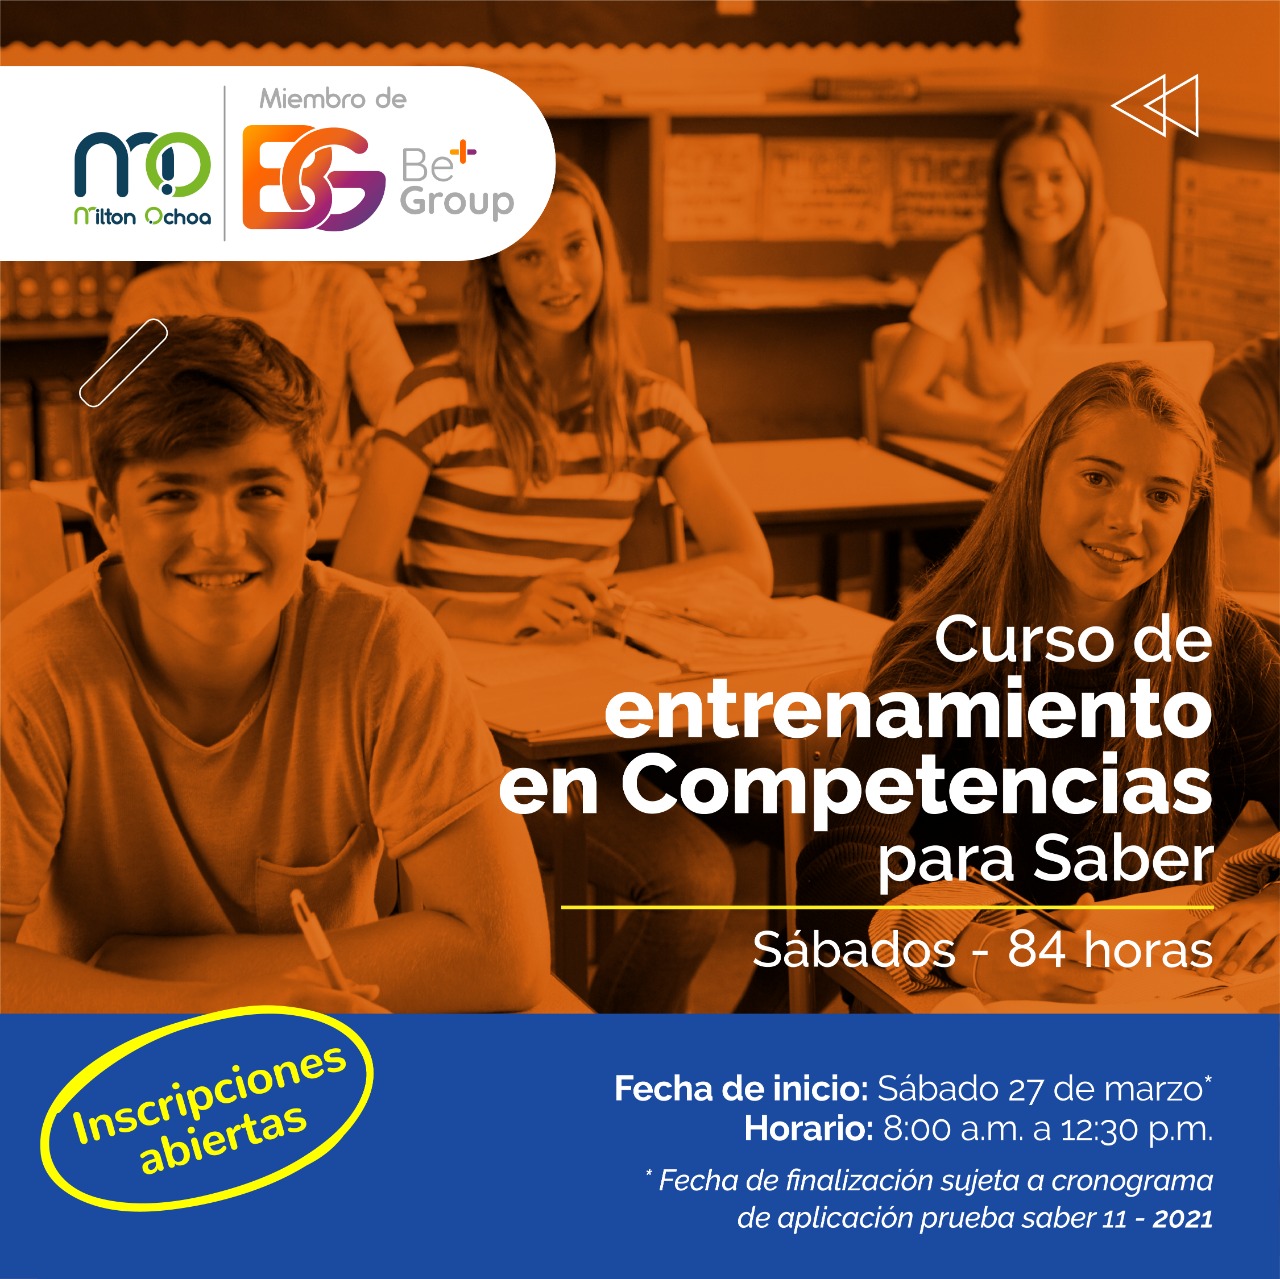 Miembro de
BG
Be+
Group
mo
Milton Ochoa
Curso de
entrenamiento
en Competencias
para Saber
Sábados - 84 horas
Inscripciones
abiertas
Fecha de inicio: Sábado 27 de marzo*
Horario: 8:00 a.m. a 12:30 p.m.
* Fecha de finalización sujeta a cronograma
de aplicación prueba saber 11 - 2021